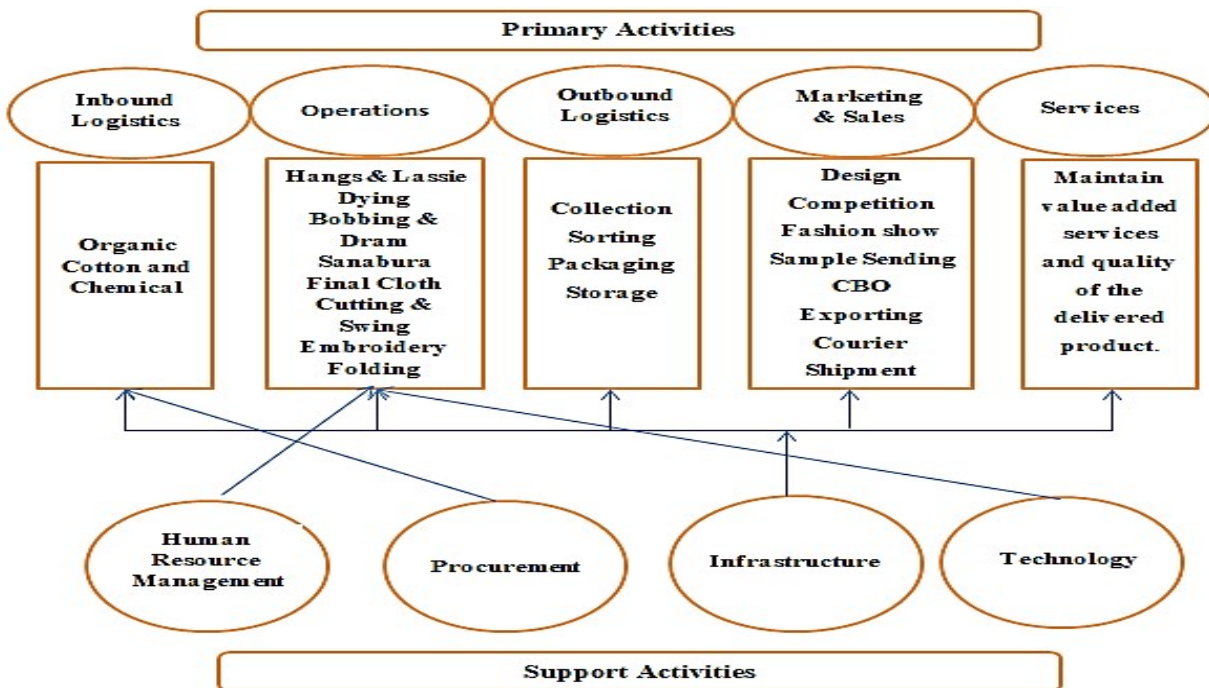 Primary Activities
Inbound
Logistics
Operations
Outbound
Logistics
Marketing
& Sales
Services
Organic
Cotton and
Chemical
Hangs & Lassie
Dying
Bobbing &
Dram
Sanabura
Final Cloth
Cutting &
Swing
Embroidery
Folding
Collection
Sorting
Packaging
Storage
Design
Competition
Fashion show
Sample Sending
CBO
Exporting
Courier
Shipment
Maintain
value added
services
and quality
of the
delivered
product.
Human
Resource
Management
Procurement
Infrastructure
Technology
Support Activities